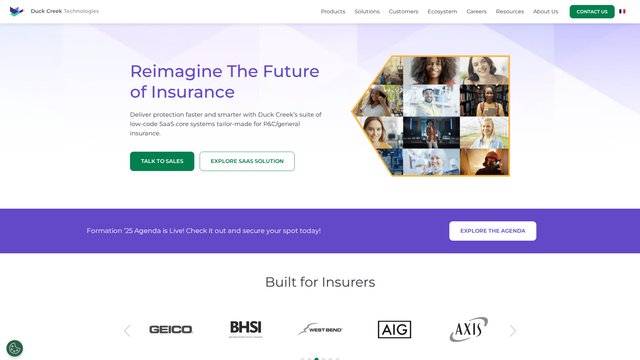 Duck Creek Technologies
Products Solutions Customers Ecosystem Careers Resources About Us CONTACT US
Reimagine The Future
of Insurance
Deliver protection faster and smarter with Duck Creek's suite of
low-code SaaS core systems tailor-made for P&C/general
insurance.
TALK TO SALES EXPLORE SAAS SOLUTION
Formation '25 Agenda is Live! Check it out and secure your spot today! EXPLORE THE AGENDA
Built for Insurers
GEICO BHSI WEST BEND AIG AXIS